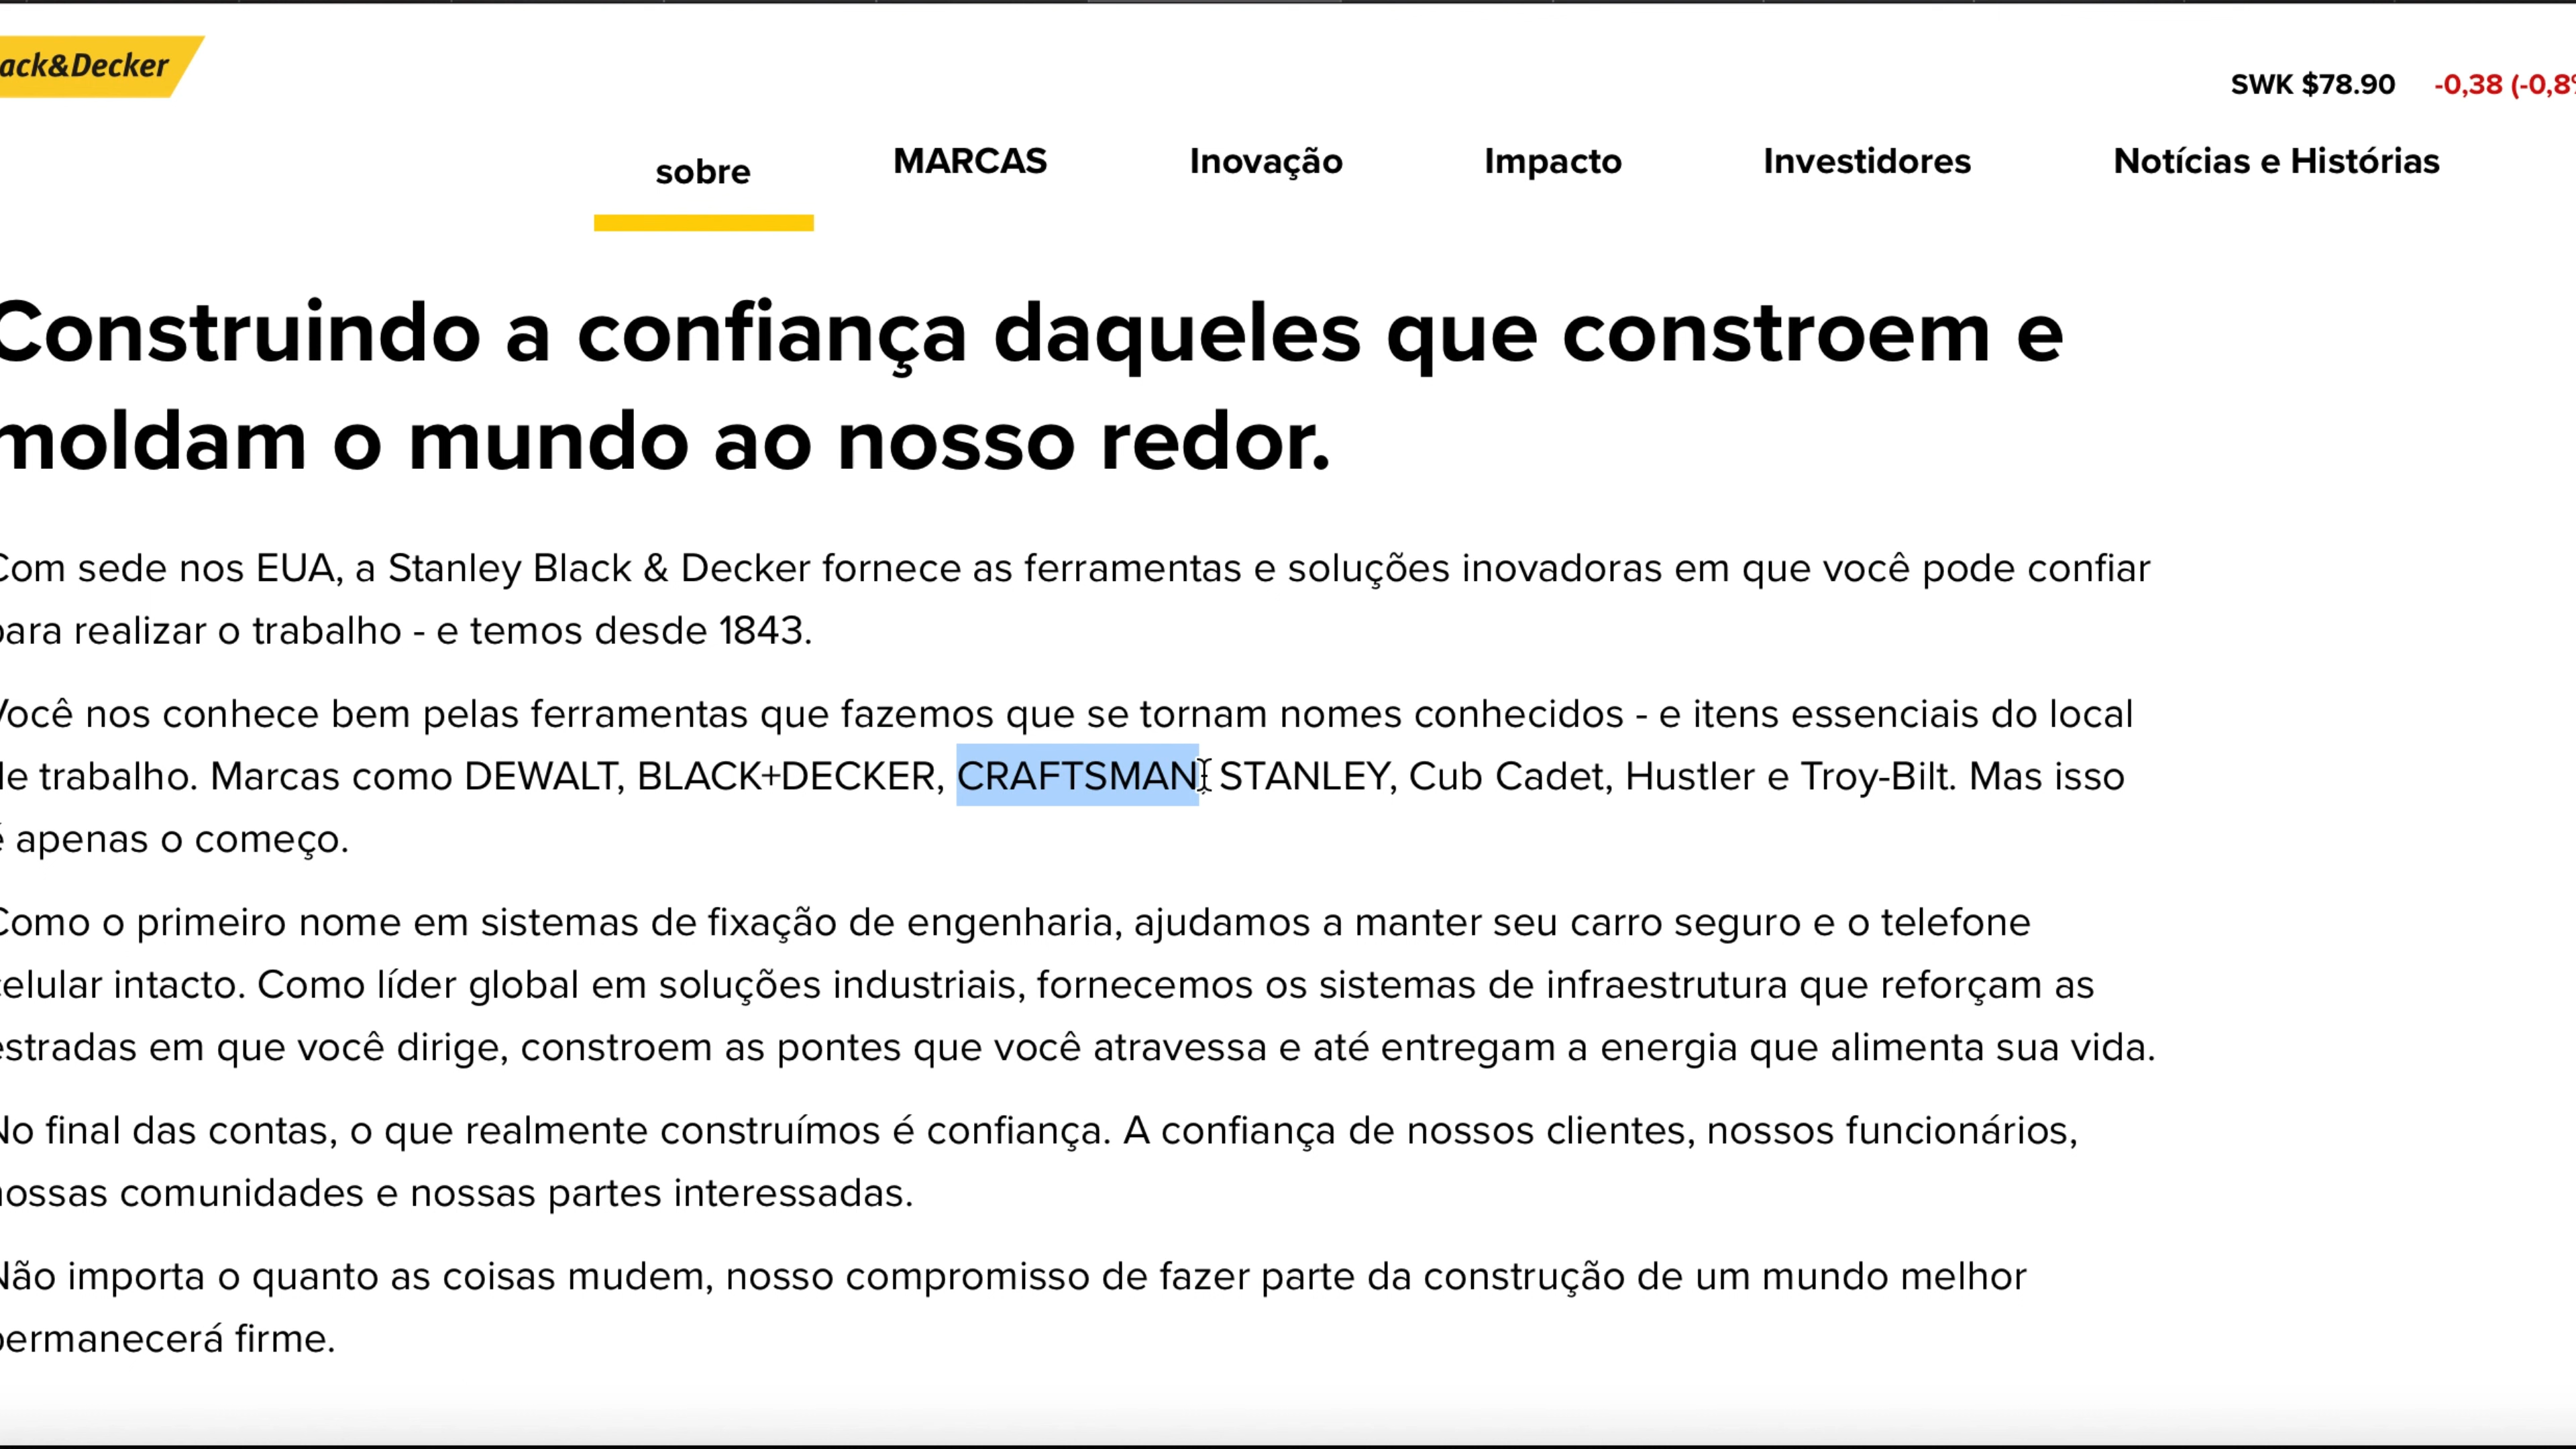 ack&Decker
SWK $78.90 -0,38 (-0,8%
sobre MARCAS Inovação Impacto Investidores Notícias e Histórias
Construindo a confiança daqueles que constroem e
moldam o mundo ao nosso redor.
Com sede nos EUA, a Stanley Black & Decker fornece as ferramentas e soluções inovadoras em que você pode confiar
para realizar o trabalho - e temos desde 1843.
Você nos conhece bem pelas ferramentas que fazemos que se tornam nomes conhecidos - e itens essenciais do local
de trabalho. Marcas como DEWALT, BLACK+DECKER, CRAFTSMAN, STANLEY, Cub Cadet, Hustler e Troy-Bilt. Mas isso
é apenas o começo.
Como o primeiro nome em sistemas de fixação de engenharia, ajudamos a manter seu carro seguro e o telefone
celular intacto. Como líder global em soluções industriais, fornecemos os sistemas de infraestrutura que reforçam as
estradas em que você dirige, constroem as pontes que você atravessa e até entregam a energia que alimenta sua vida.
No final das contas, o que realmente construímos é confiança. A confiança de nossos clientes, nossos funcionários,
nossas comunidades e nossas partes interessadas.
Não importa o quanto as coisas mudem, nosso compromisso de fazer parte da construção de um mundo melhor
permanecerá firme.